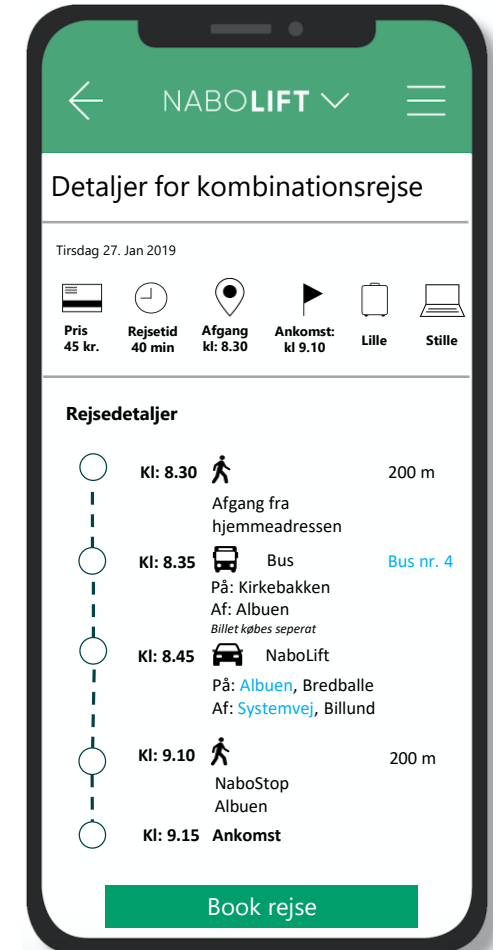 NABOLIFT
Detaljer for kombinationsrejse
Tirsdag 27. Jan 2019
Pris
45 kr.
Rejsetid
40 min
Afgang
kl: 8.30
Ankomst:
kl 9.10
Lille
Stille
Rejsedetaljer
Kl: 8.30 200 m
Afgang fra
hjemmeadressen
Kl: 8.35 Bus Bus nr. 4
På: Kirkebakken
Af: Albuen
Billet købes seperat
Kl: 8.45 NaboLift
På: Albuen, Bredballe
Af: Systemvej, Billund
Kl: 9.10 200 m
NaboStop
Albuen
Kl: 9.15 Ankomst
Book rejse